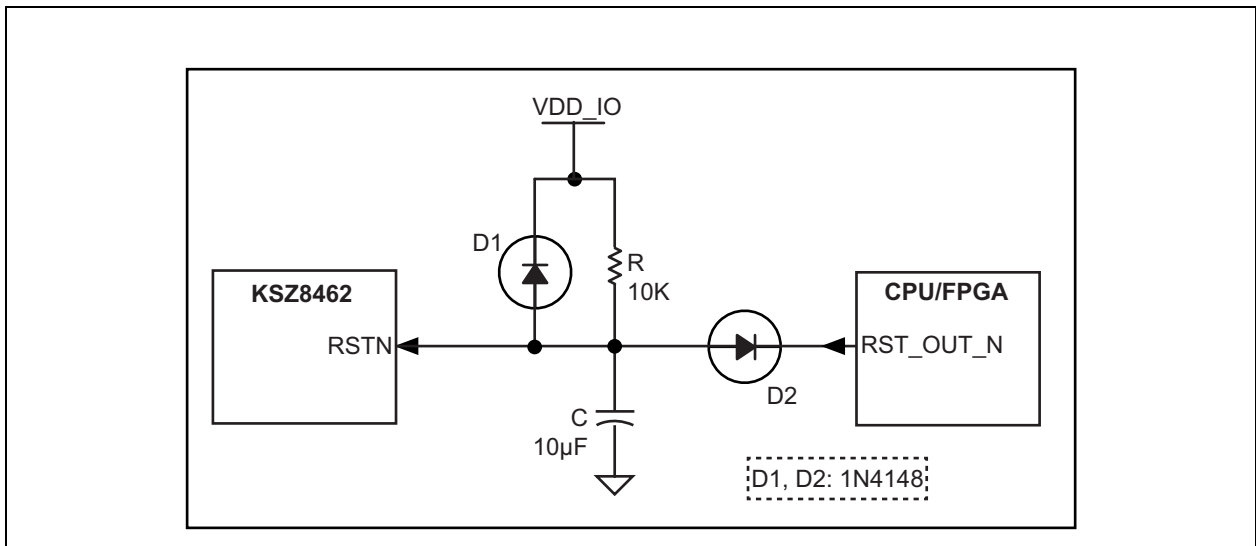 VDD_IO
D1
R
10K
KSZ8462
CPU/FPGA
RSTN
RST_OUT_N
D2
C
10µF
D1, D2: 1N4148